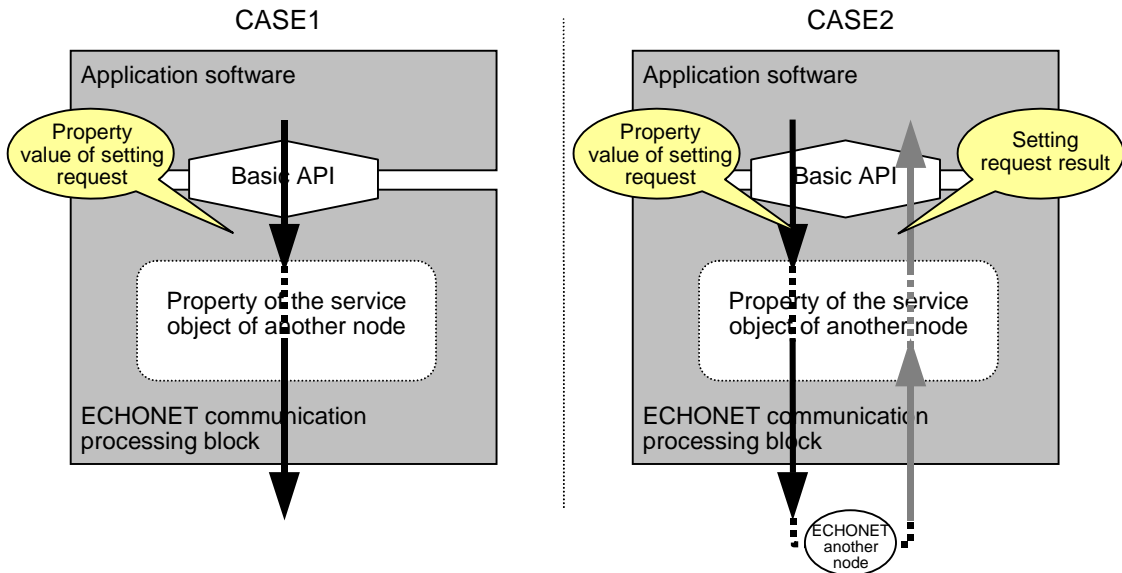 CASE1
Application software
Property
value of setting
request
Basic API
Property of the service
object of another node
ECHONET communication
processing block
CASE2
Application software
Property
value of setting
request
Basic API
Setting
request result
Property of the service
object of another node
ECHONET communication
processing block
ECHONET
another
node